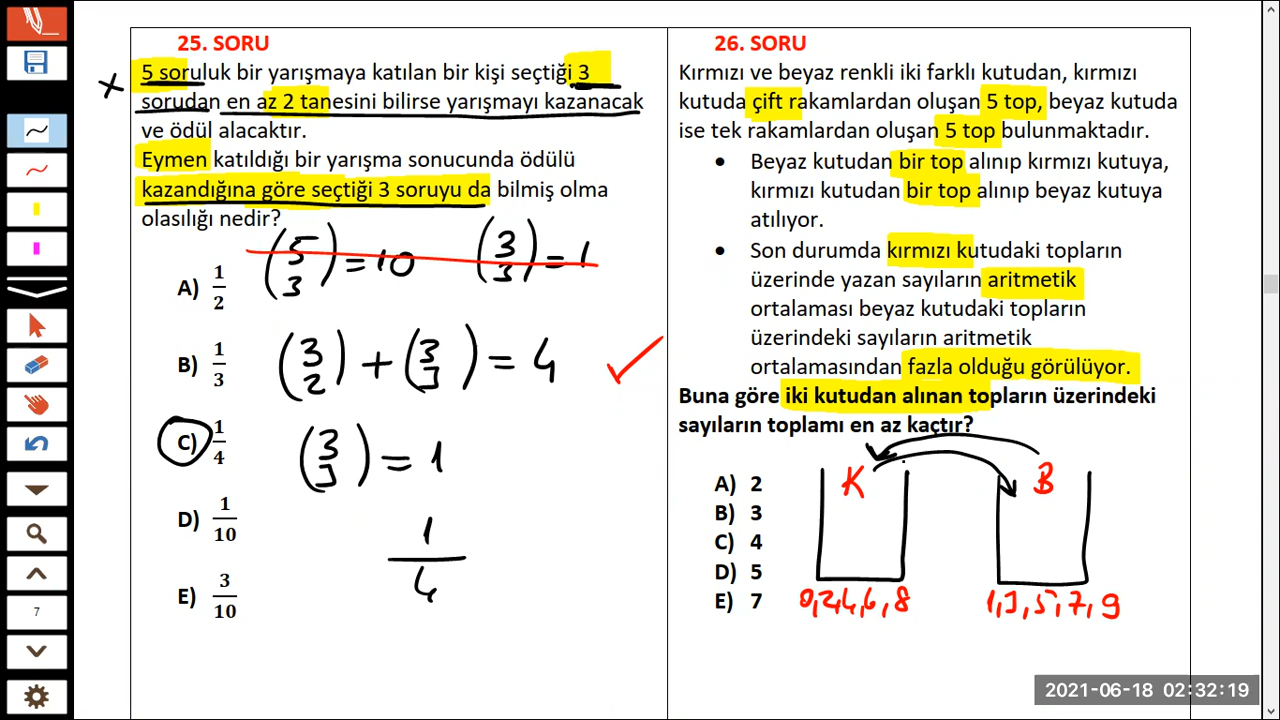 25. SORU
5 soruluk bir yarışmaya katılan bir kişi seçtiği 3
sorudan en az 2 tanesini bilirse yarışmayı kazanacak
ve ödül alacaktır.
Eymen katıldığı bir yarışma sonucunda ödülü
kazandığına göre seçtiği 3 soruyu da bilmiş olma
olasılığı nedir?
(5 3) = 10 (3 3) = 1
A) 1/2
B) 1/3
(3 2) + (3 3) = 4
C) 1/4
(3 3) = 1
D) 1/10
1/4
E) 3/10
26. SORU
Kırmızı ve beyaz renkli iki farklı kutudan, kırmızı
kutuda çift rakamlardan oluşan 5 top, beyaz kutuda
ise tek rakamlardan oluşan 5 top bulunmaktadır.
• Beyaz kutudan bir top alınıp kırmızı kutuya,
kırmızı kutudan bir top alınıp beyaz kutuya
atılıyor.
• Son durumda kırmızı kutudaki topların
üzerinde yazan sayıların aritmetik
ortalaması beyaz kutudaki topların
üzerindeki sayıların aritmetik
ortalamasından fazla olduğu görülüyor.
Buna göre iki kutudan alınan topların üzerindeki
sayıların toplamı en az kaçtır?
A) 2
B) 3
C) 4
D) 5
E) 7
K B
0,2,4,6,8 1,3,5,7,9
7
2021-06-18 02:32:19